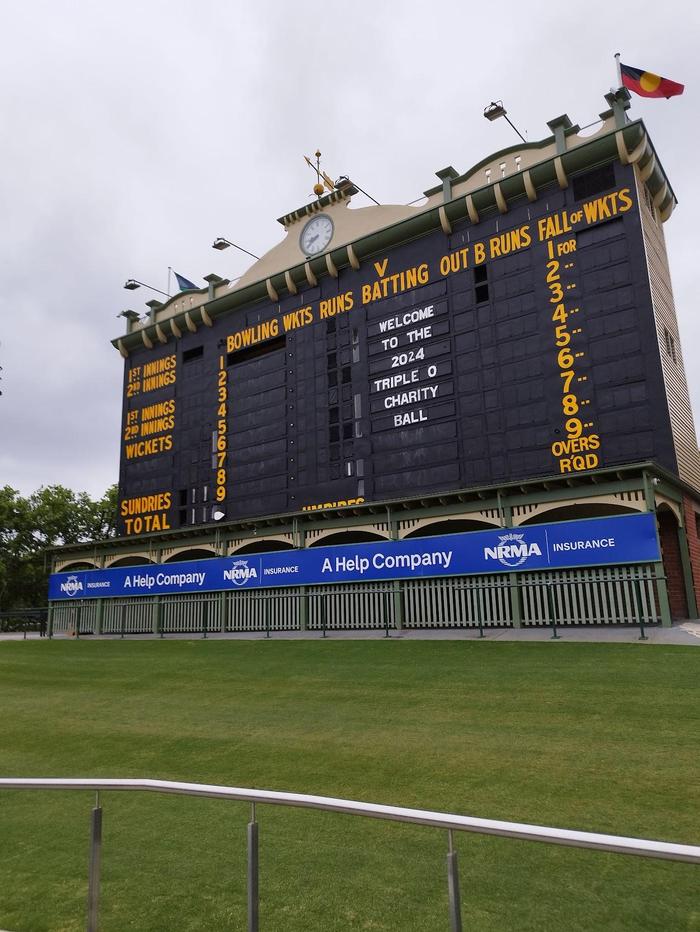 V
BOWLING WKTS RUNS BATTING OUT B RUNS FALL OF WKTS
1ST INNINGS
2ND INNINGS
1ST INNINGS
2ND INNINGS
WICKETS
SUNDRIES
TOTAL
1
2
3
4
5
6
7
8
9
WELCOME
TO THE
2024
TRIPLE O
CHARITY
BALL
UMPIRES
1 FOR
2 ··
3 ··
4 ··
5 ··
6 ··
7 ··
8 ··
9 ··
OVERS
R'QD
NRMA INSURANCE A Help Company NRMA INSURANCE A Help Company NRMA INSURANCE